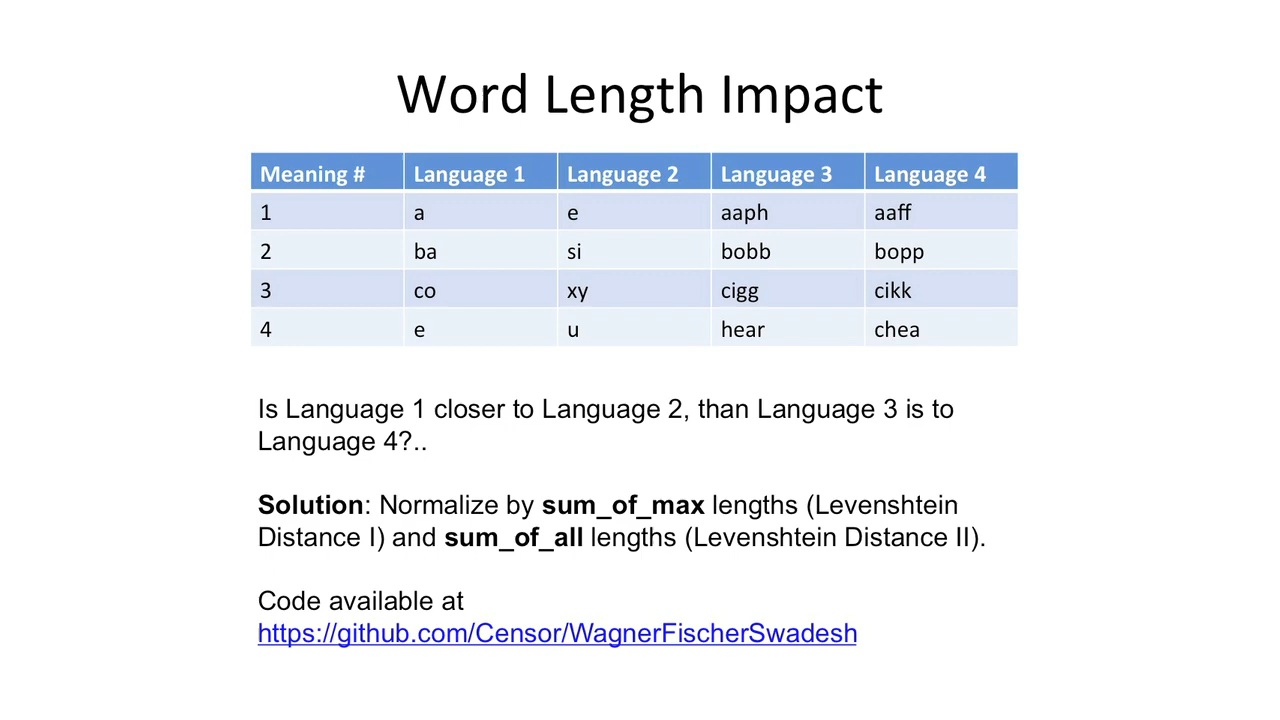 Word Length Impact
Meaning # Language 1 Language 2 Language 3 Language 4
1 a e aaph aaff
2 ba si bobb bopp
3 co xy cigg cikk
4 e u hear chea
Is Language 1 closer to Language 2, than Language 3 is to
Language 4?..
Solution: Normalize by sum_of_max lengths (Levenshtein
Distance I) and sum_of_all lengths (Levenshtein Distance II).
Code available at
https://github.com/Censor/WagnerFischerSwadesh